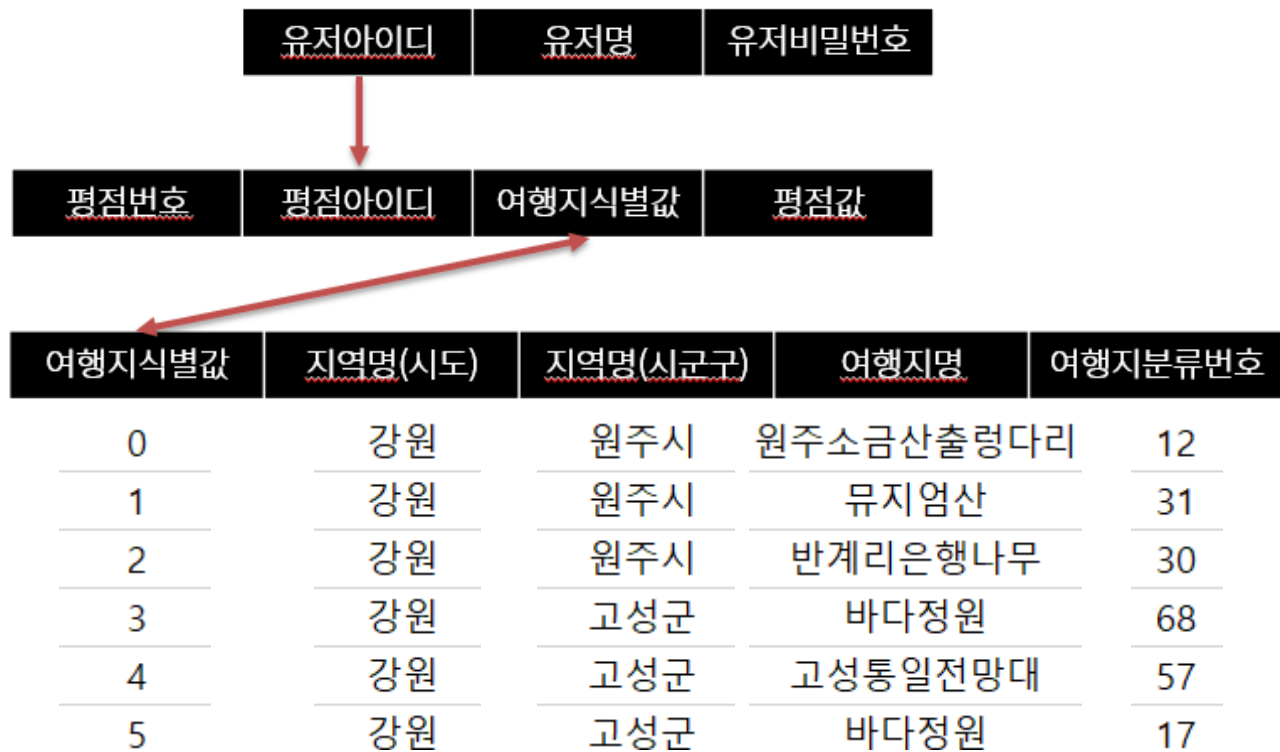 유저아이디 유저명 유저비밀번호
평점번호 평점아이디 여행지식별값 평점값
여행지식별값 지역명(시도) 지역명(시군구) 여행지명 여행지분류번호
0 강원 원주시 원주소금산출렁다리 12
1 강원 원주시 뮤지엄산 31
2 강원 원주시 반계리은행나무 30
3 강원 고성군 바다정원 68
4 강원 고성군 고성통일전망대 57
5 강원 고성군 바다정원 17